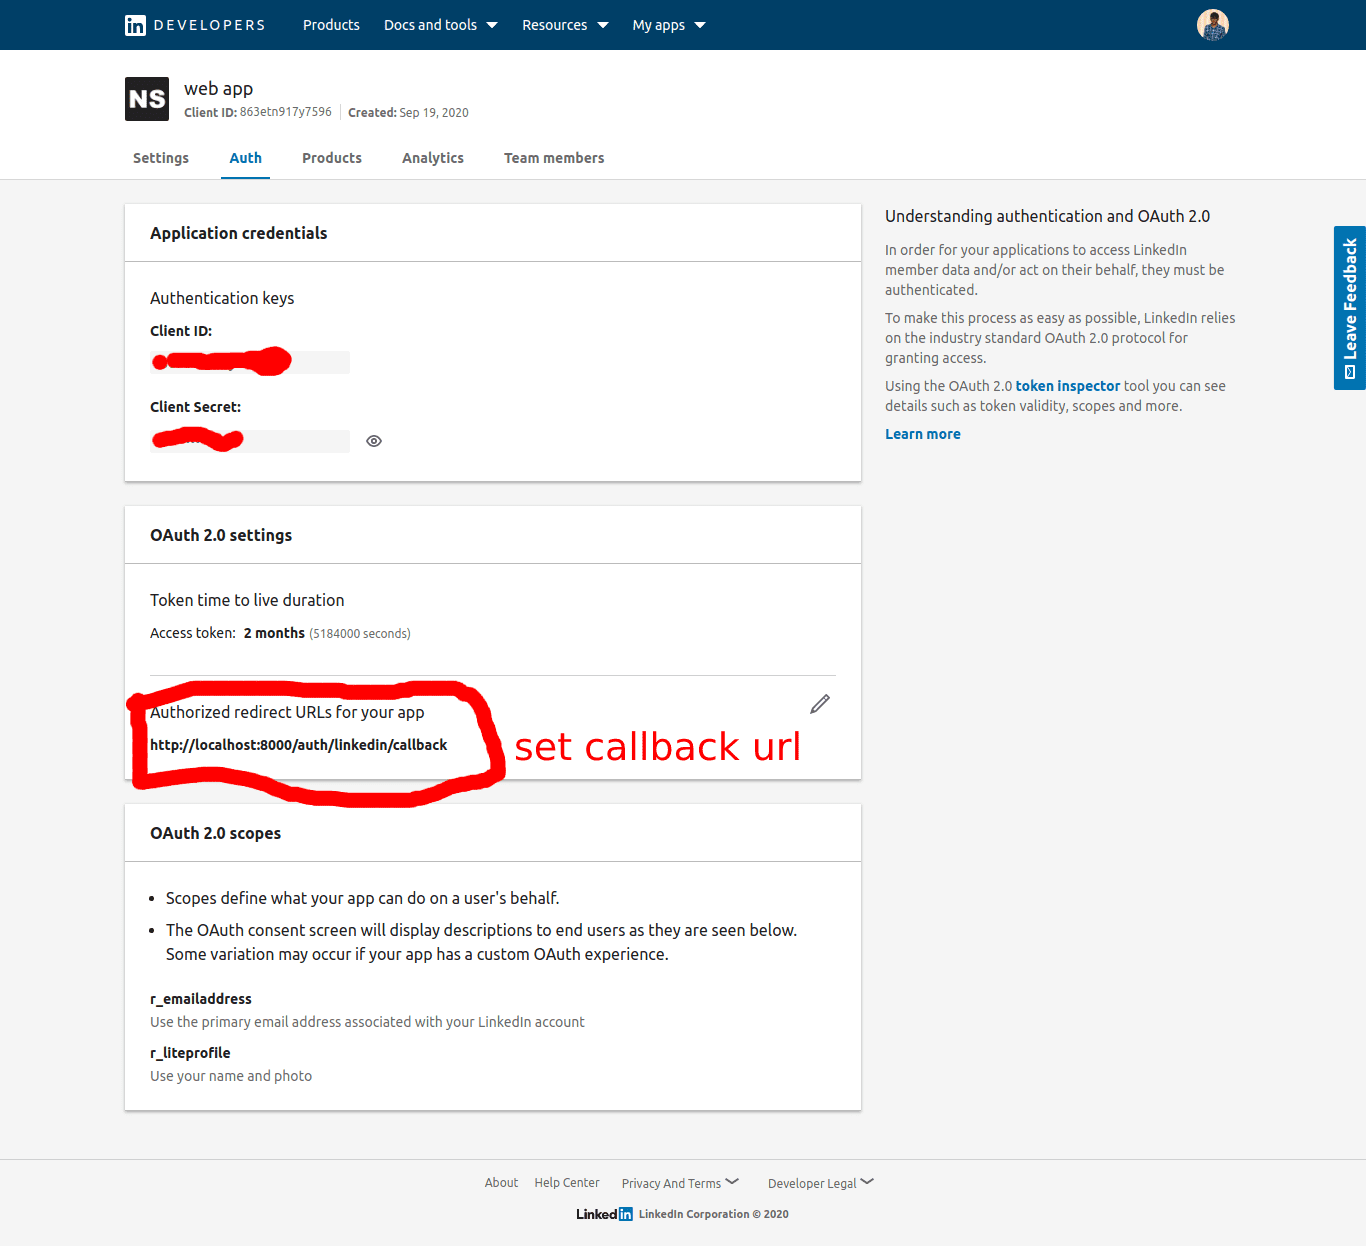 in DEVELOPERS Products Docs and tools Resources My apps
NS
web app
Client ID: 863etn917y7596 Created: Sep 19, 2020
Settings Auth Products Analytics Team members
Application credentials
Authentication keys
Client ID:
Client Secret:
OAuth 2.0 settings
Token time to live duration
Access token: 2 months (5184000 seconds)
Authorized redirect URLs for your app
http://localhost:8000/auth/linkedin/callback
set callback url
OAuth 2.0 scopes
• Scopes define what your app can do on a user's behalf.
• The OAuth consent screen will display descriptions to end users as they are seen below.
Some variation may occur if your app has a custom OAuth experience.
r_emailaddress
Use the primary email address associated with your LinkedIn account
r_liteprofile
Use your name and photo
Understanding authentication and OAuth 2.0
In order for your applications to access LinkedIn
member data and/or act on their behalf, they must be
authenticated.
To make this process as easy as possible, LinkedIn relies
on the industry standard OAuth 2.0 protocol for
granting access.
Using the OAuth 2.0 token inspector tool you can see
details such as token validity, scopes and more.
Learn more
Leave Feedback
About Help Center Privacy And Terms Developer Legal
Linked in LinkedIn Corporation © 2020